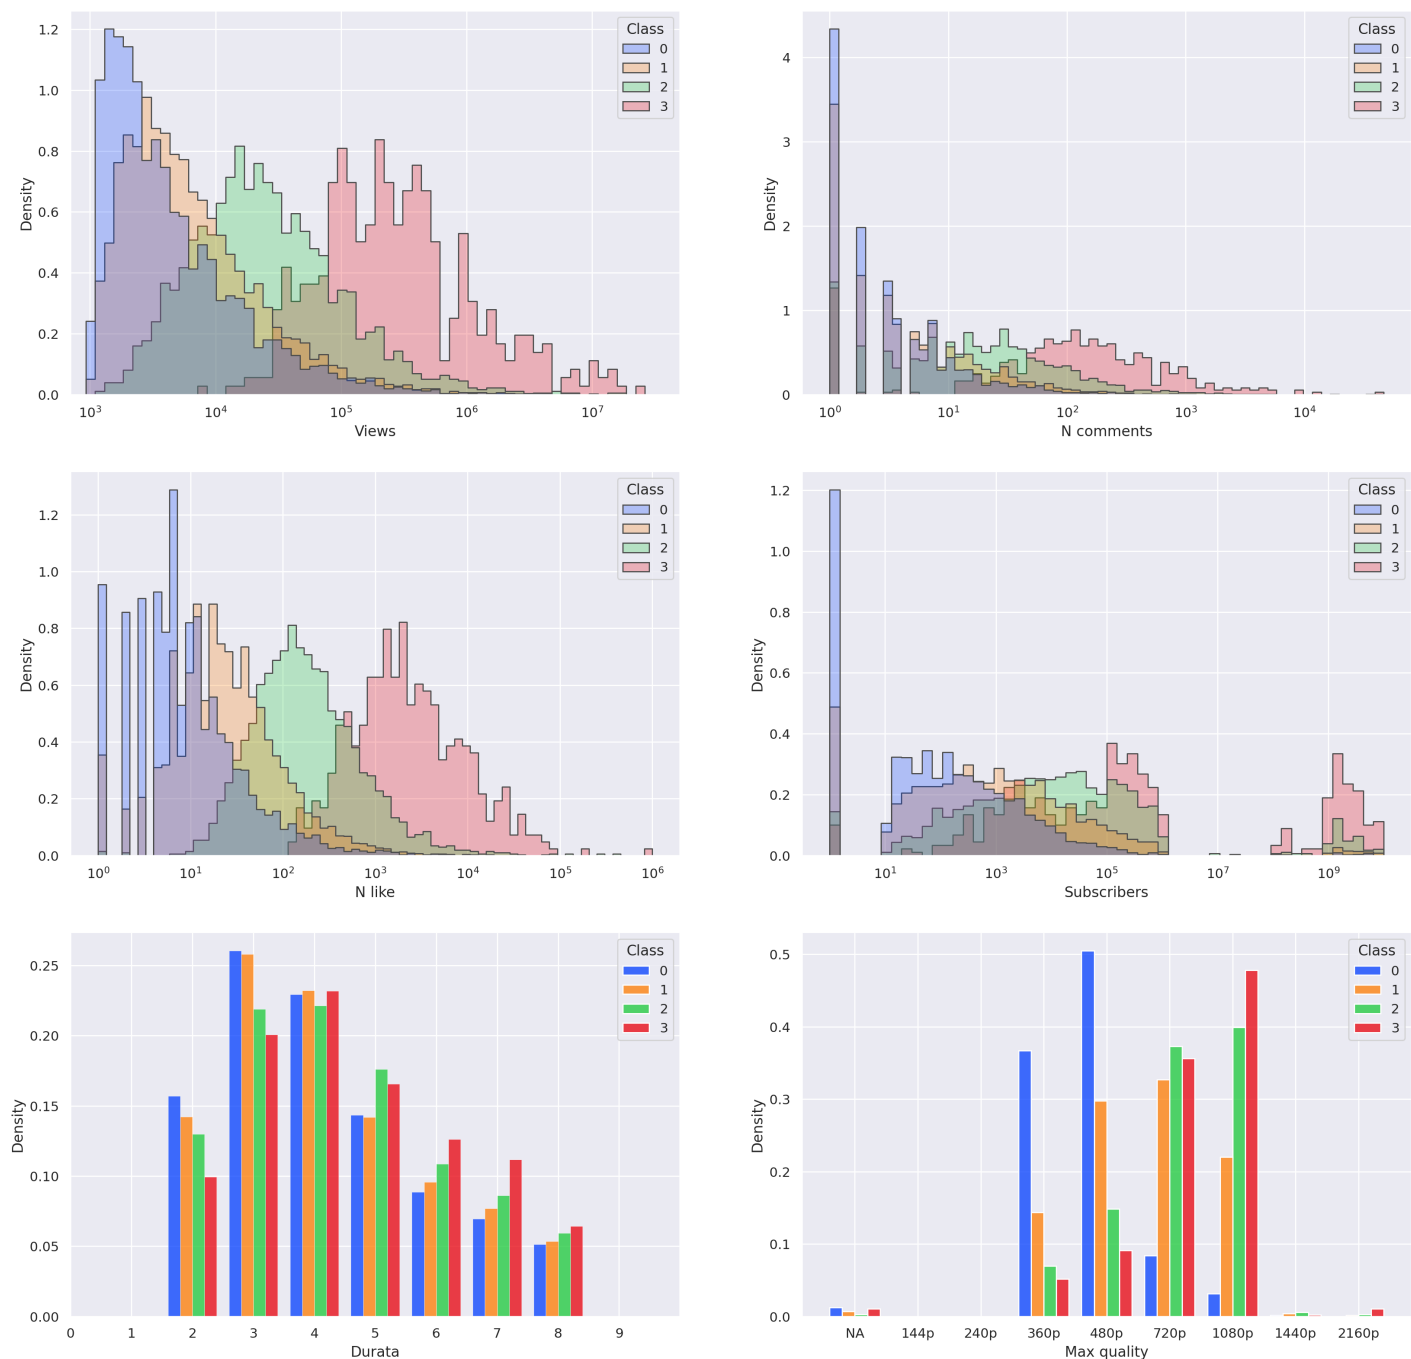 Class
0
1
2
3
1.2
1.0
0.8
0.6
0.4
0.2
0.0
Density
10³ 10⁴ 10⁵ 10⁶ 10⁷
Views
Class
0
1
2
3
4
3
2
1
0
Density
10⁰ 10¹ 10² 10³ 10⁴
N comments
Class
0
1
2
3
1.2
1.0
0.8
0.6
0.4
0.2
0.0
Density
10⁰ 10¹ 10² 10³ 10⁴ 10⁵ 10⁶
N like
Class
0
1
2
3
1.2
1.0
0.8
0.6
0.4
0.2
0.0
Density
10¹ 10³ 10⁵ 10⁷ 10⁹
Subscribers
Class
0
1
2
3
0.25
0.20
0.15
0.10
0.05
0.00
Density
0 1 2 3 4 5 6 7 8 9
Durata
Class
0
1
2
3
0.5
0.4
0.3
0.2
0.1
0.0
Density
NA 144p 240p 360p 480p 720p 1080p 1440p 2160p
Max quality